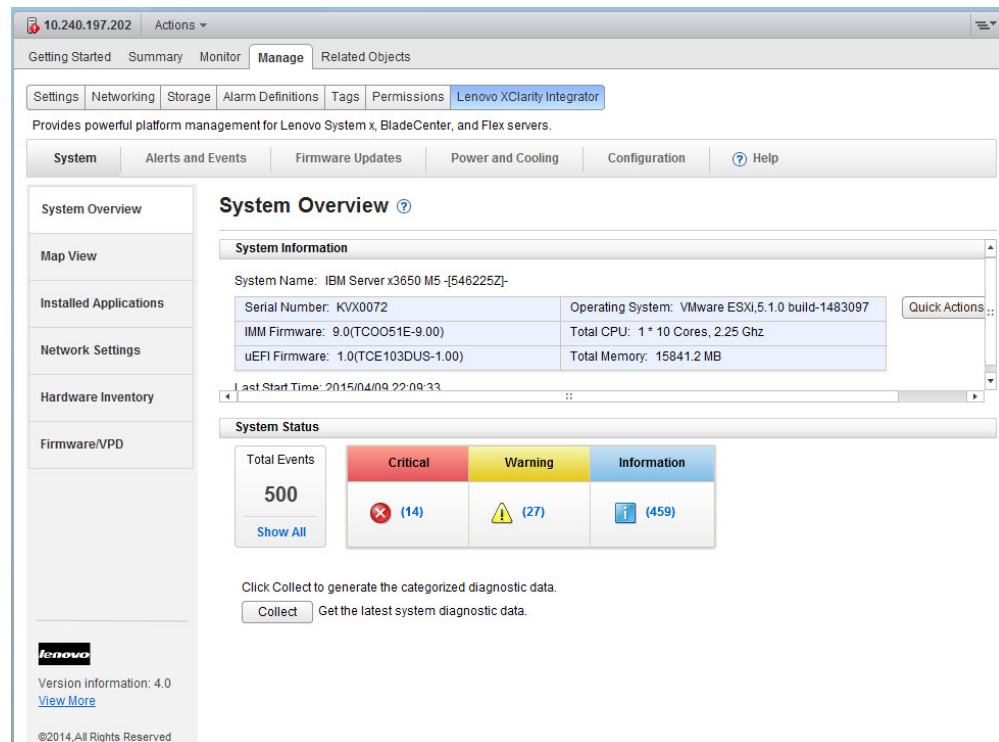 10.240.197.202 Actions
Getting Started Summary Monitor Manage Related Objects
Settings Networking Storage Alarm Definitions Tags Permissions Lenovo XClarity Integrator
Provides powerful platform management for Lenovo System x, BladeCenter, and Flex servers.
System Alerts and Events Firmware Updates Power and Cooling Configuration ? Help
System Overview
Map View
Installed Applications
Network Settings
Hardware Inventory
Firmware/VPD
System Overview ?
System Information
System Name: IBM Server x3650 M5 -[546225Z]-
Serial Number: KVX0072 Operating System: VMware ESXi,5.1.0 build-1483097 Quick Actions
IMM Firmware: 9.0(TCOO51E-9.00) Total CPU: 1 * 10 Cores, 2.25 Ghz
uEFI Firmware: 1.0(TCE103DUS-1.00) Total Memory: 15841.2 MB
Last Start Time: 2015/04/09 22:09:33
System Status
Total Events Critical Warning Information
500 (14) (27) (459)
Show All
Click Collect to generate the categorized diagnostic data.
Collect Get the latest system diagnostic data.
lenovo
Version information: 4.0
View More
©2014,All Rights Reserved